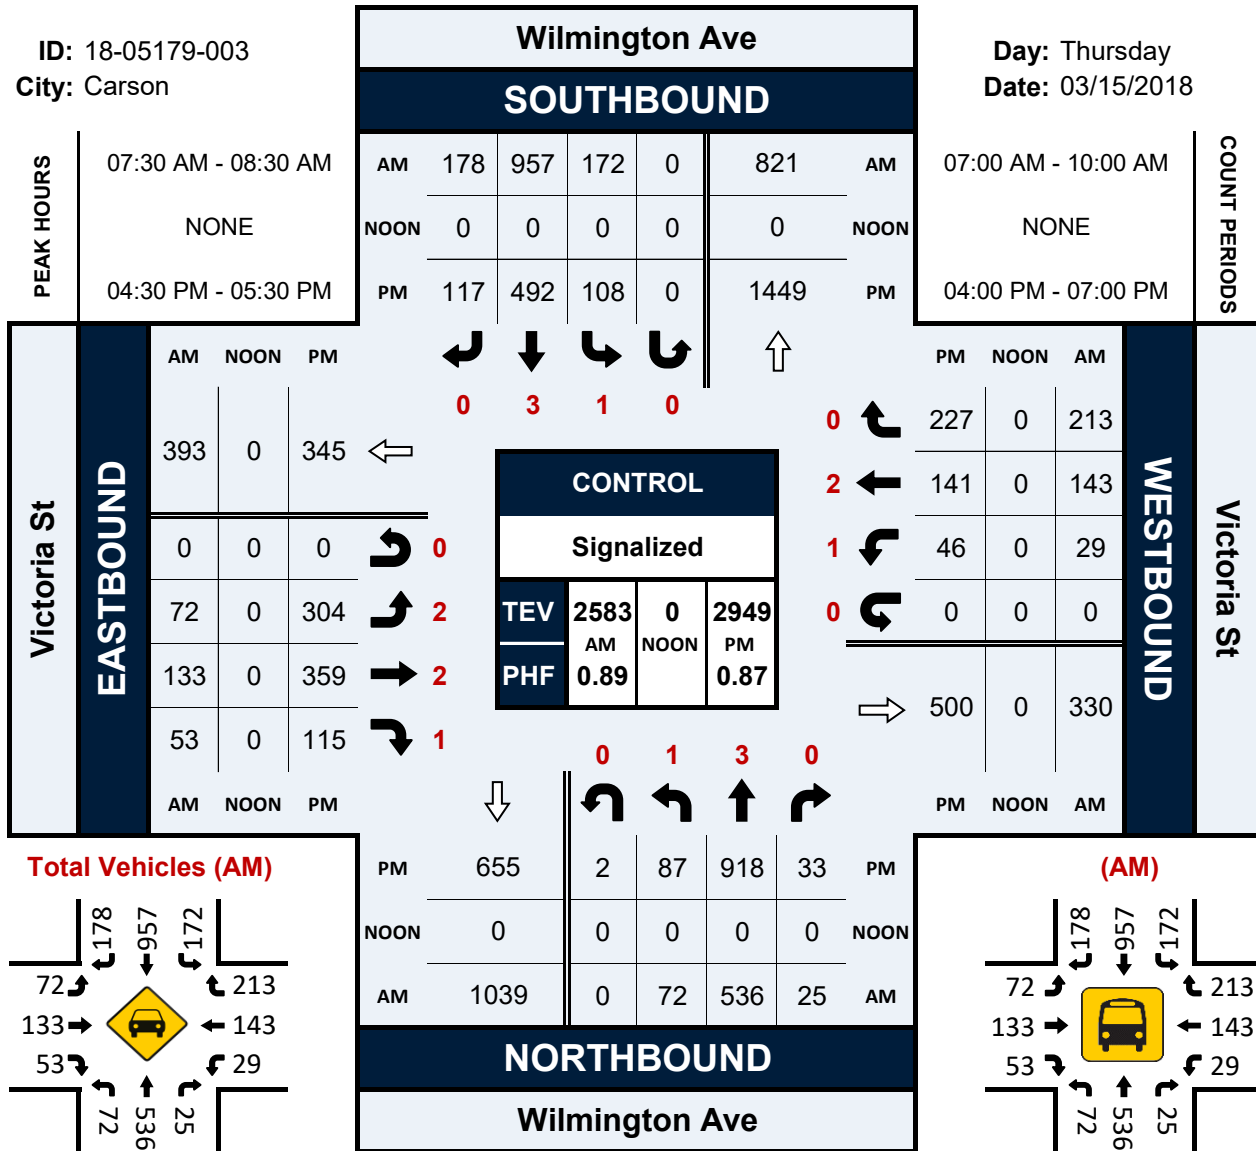 ID: 18-05179-003
City: Carson
Wilmington Ave
SOUTHBOUND
Day: Thursday
Date: 03/15/2018
PEAK HOURS
07:30 AM - 08:30 AM
NONE
04:30 PM - 05:30 PM
AM 178 957 172 0 821 AM
NOON 0 0 0 0 0 NOON
PM 117 492 108 0 1449 PM
07:00 AM - 10:00 AM
NONE
04:00 PM - 07:00 PM
COUNT PERIODS
0 3 1 0
Victoria St
EASTBOUND
AM NOON PM
393 0 345
0 0 0 0
72 0 304 2
133 0 359 2
53 0 115 1
AM NOON PM
CONTROL
Signalized
TEV 2583 0 2949
AM NOON PM
PHF 0.89 0.87
PM NOON AM
0 227 0 213
2 141 0 143
1 46 0 29
0 0 0 0
500 0 330
PM NOON AM
WESTBOUND
Victoria St
0 1 3 0
PM 655 2 87 918 33 PM
NOON 0 0 0 0 0 NOON
AM 1039 0 72 536 25 AM
NORTHBOUND
Wilmington Ave
Total Vehicles (AM)
178 957 172
72 213
133 143
53 29
72 536 25
(AM)
178 957 172
72 213
133 143
53 29
72 536 25